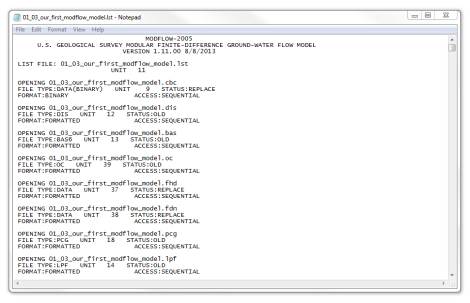 01_03_our_first_modflow_model.lst - Notepad
File Edit Format View Help
MODFLOW-2005
U.S. GEOLOGICAL SURVEY MODULAR FINITE-DIFFERENCE GROUND-WATER FLOW MODEL
VERSION 1.11.00 8/8/2013
LIST FILE: 01_03_our_first_modflow_model.lst
UNIT 11
OPENING 01_03_our_first_modflow_model.cbc
FILE TYPE:DATA(BINARY) UNIT 9 STATUS:REPLACE
FORMAT:BINARY ACCESS:SEQUENTIAL
OPENING 01_03_our_first_modflow_model.dis
FILE TYPE:DIS UNIT 12 STATUS:OLD
FORMAT:FORMATTED ACCESS:SEQUENTIAL
OPENING 01_03_our_first_modflow_model.bas
FILE TYPE:BAS6 UNIT 13 STATUS:OLD
FORMAT:FORMATTED ACCESS:SEQUENTIAL
OPENING 01_03_our_first_modflow_model.oc
FILE TYPE:OC UNIT 39 STATUS:OLD
FORMAT:FORMATTED ACCESS:SEQUENTIAL
OPENING 01_03_our_first_modflow_model.fhd
FILE TYPE:DATA UNIT 37 STATUS:REPLACE
FORMAT:FORMATTED ACCESS:SEQUENTIAL
OPENING 01_03_our_first_modflow_model.fdn
FILE TYPE:DATA UNIT 38 STATUS:REPLACE
FORMAT:FORMATTED ACCESS:SEQUENTIAL
OPENING 01_03_our_first_modflow_model.pcg
FILE TYPE:PCG UNIT 18 STATUS:OLD
FORMAT:FORMATTED ACCESS:SEQUENTIAL
OPENING 01_03_our_first_modflow_model.lpf
FILE TYPE:LPF UNIT 14 STATUS:OLD
FORMAT:FORMATTED ACCESS:SEQUENTIAL